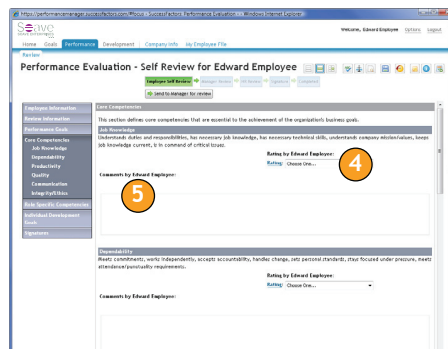 https://performancemanager.successfactors.com/#focus - SuccessFactors: Performance Evaluation - Windows Internet Explorer
Welcome, Edward Employee Options Logout
Home Goals Performance Development Company Info My Employee File
Review
Performance Evaluation - Self Review for Edward Employee
Employee Self Review Manager Review Signature Completed
Send to Manager for review
Employee Information
Review Information
Performance Goals
Core Competencies
Job Knowledge
Dependability
Productivity
Quality
Communication
Integrity/Ethics
Role Specific Competencies
Individual Development Goals
Signatures
Core Competencies
This section defines core competencies that are essential to the achievement of the organization's business goals.
Job Knowledge
Understands duties and responsibilities, has necessary job knowledge, has necessary technical skills, understands company mission/values, keeps
job knowledge current, is in command of critical issues.
Rating by Edward Employee:
Rating: Choose One...
4
Comments by Edward Employee:
5
Dependability
Meets commitments, works independently, accepts accountability, handles change, sets personal standards, stays focused under pressure, meets
attendance/punctuality requirements.
Rating by Edward Employee:
Rating: Choose One...
Comments by Edward Employee: